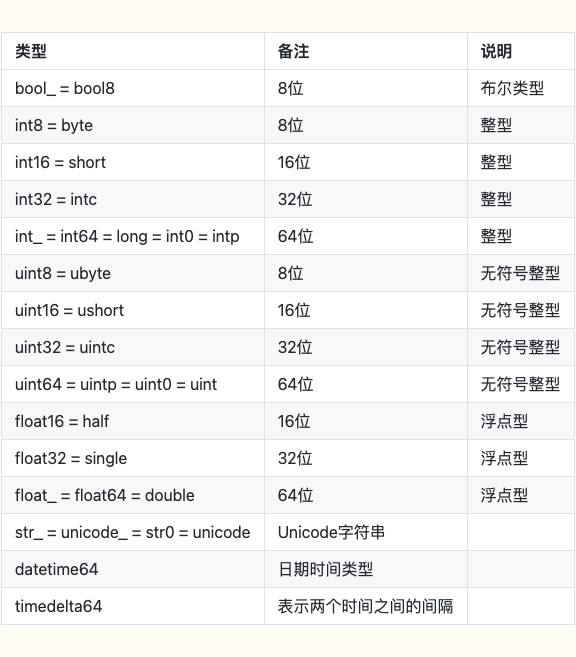 类型 备注 说明
bool_ = bool8 8位 布尔类型
int8 = byte 8位 整型
int16 = short 16位 整型
int32 = intc 32位 整型
int_ = int64 = long = int0 = intp 64位 整型
uint8 = ubyte 8位 无符号整型
uint16 = ushort 16位 无符号整型
uint32 = uintc 32位 无符号整型
uint64 = uintp = uint0 = uint 64位 无符号整型
float16 = half 16位 浮点型
float32 = single 32位 浮点型
float_ = float64 = double 64位 浮点型
str_ = unicode_ = str0 = unicode Unicode字符串
datetime64 日期时间类型
timedelta64 表示两个时间之间的间隔